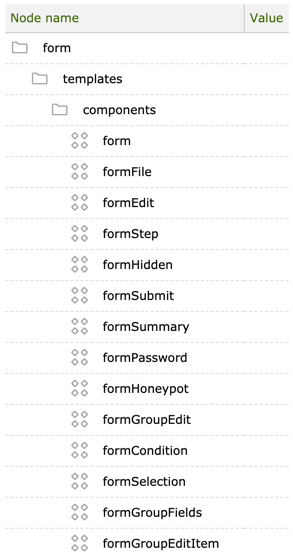 Node name Value
form
templates
components
form
formFile
formEdit
formStep
formHidden
formSubmit
formSummary
formPassword
formHoneypot
formGroupEdit
formCondition
formSelection
formGroupFields
formGroupEditItem